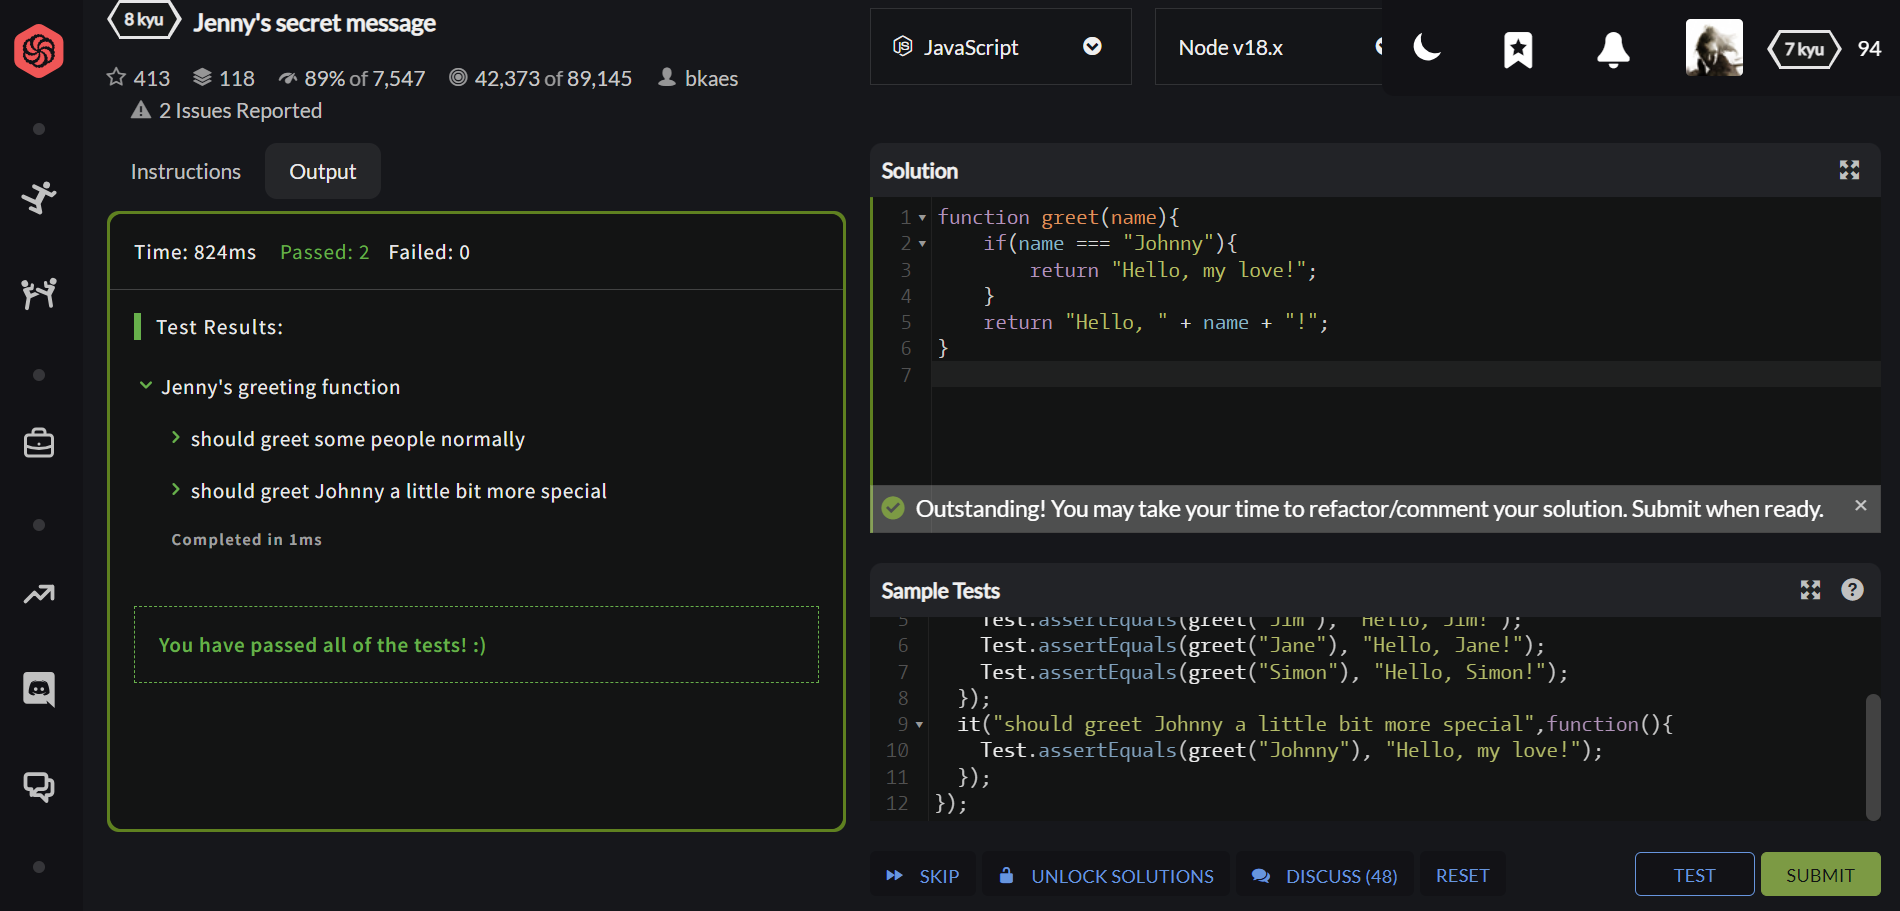 8 kyu
Jenny's secret message
413 118 89% of 7,547 42,373 of 89,145 bkaes
2 Issues Reported
Instructions
Output
Time: 824ms Passed: 2 Failed: 0
Test Results:
Jenny's greeting function
should greet some people normally
should greet Johnny a little bit more special
Completed in 1ms
You have passed all of the tests! :)
JavaScript
Node v18.x
7 kyu
94
Solution
1 function greet(name){
2 if(name === "Johnny"){
3 return "Hello, my love!";
4 }
5 return "Hello, " + name + "!";
6 }
7
Outstanding! You may take your time to refactor/comment your solution. Submit when ready.
Sample Tests
5 Test.assertEquals(greet("Jim"), "Hello, Jim!");
6 Test.assertEquals(greet("Jane"), "Hello, Jane!");
7 Test.assertEquals(greet("Simon"), "Hello, Simon!");
8 });
9 it("should greet Johnny a little bit more special",function(){
10 Test.assertEquals(greet("Johnny"), "Hello, my love!");
11 });
12 });
SKIP
UNLOCK SOLUTIONS
DISCUSS (48)
RESET
TEST
SUBMIT